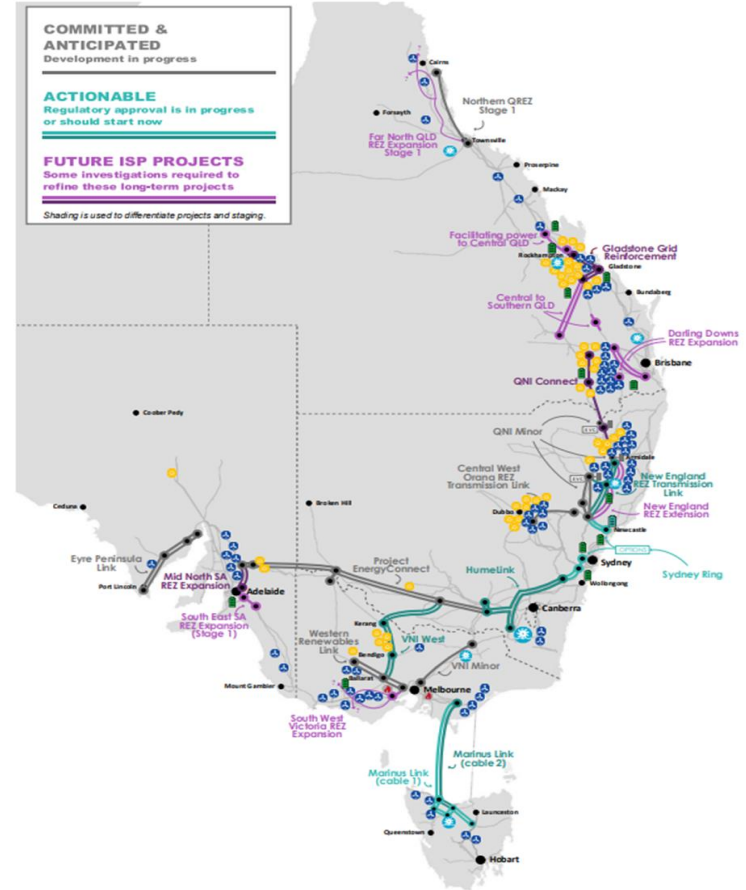 COMMITTED &
ANTICIPATED
Development in progress
ACTIONABLE
Regulatory approval is in progress
or should start now
FUTURE ISP PROJECTS
Some investigations required to
refine these long-term projects
Shading is used to differentiate projects and staging.
Cairns
Northern QREZ
Stage 1
Forsyth
Far North QLD
REZ Expansion
Stage 1
Townsville
Proserpine
Mackay
Facilitating power
to Central QLD
Gladstone Grid
Reinforcement
Rockhampton
Gladstone
Central to
Southern QLD
Bundaberg
Darling Downs
REZ Expansion
Brisbane
QNI Connect
Coober Pedy
QNI Minor
Armidale
Central West
Orana REZ
Transmission Link
New England
REZ Transmission
Link
New England
REZ Extension
Ceduna
Broken Hill
Dubbo
Newcastle
OPTIONS
Sydney
Sydney Ring
Eyre Peninsula
Link
Project
EnergyConnect
HumeLink
Wollongong
Port Lincoln
Mid North SA
REZ Expansion
Adelaide
Canberra
South East SA
REZ Expansion
(Stage 1)
Kerang
Western
Renewables
Link
VNI West
Bendigo
VNI Minor
Ballarat
Mount Gambier
Melbourne
South West
Victoria REZ
Expansion
Marinus Link
(cable 2)
Marinus Link
(cable 1)
Launceston
Queenstown
Hobart